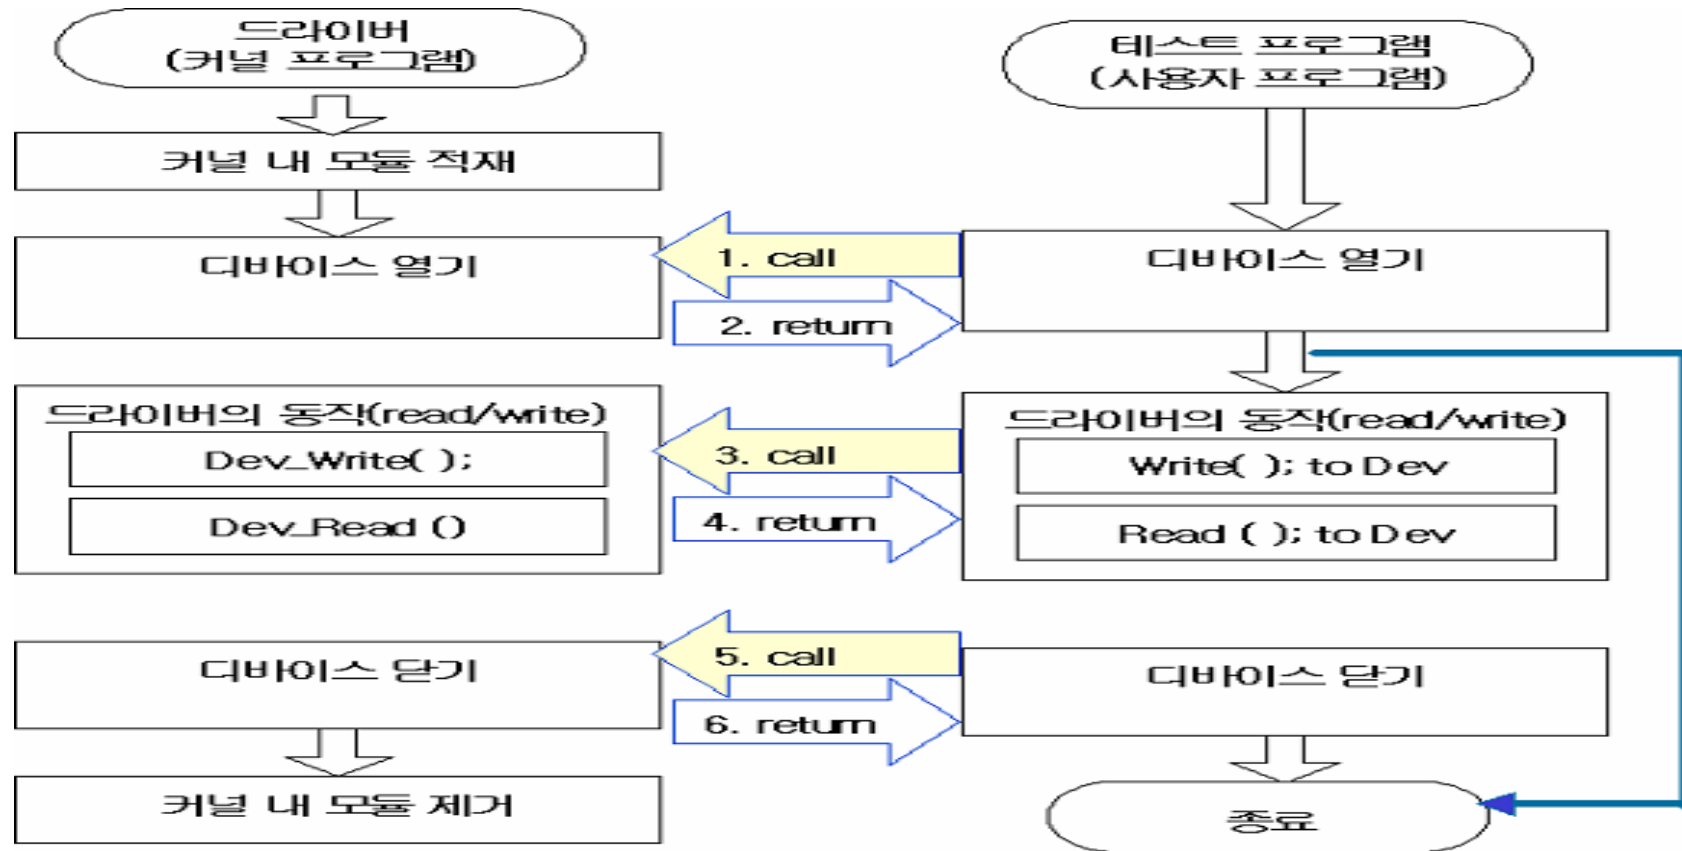 드라이버
(커널 프로그램)
커널 내 모듈 적재
디바이스 열기
드라이버의 동작(read/write)
Dev_Write( );
Dev_Read ()
디바이스 닫기
커널 내 모듈 제거
1. call
2. return
3. call
4. return
5. call
6. return
테스트 프로그램
(사용자 프로그램)
디바이스 열기
드라이버의 동작(read/write)
Write( ); to Dev
Read ( ); to Dev
디바이스 닫기
종료